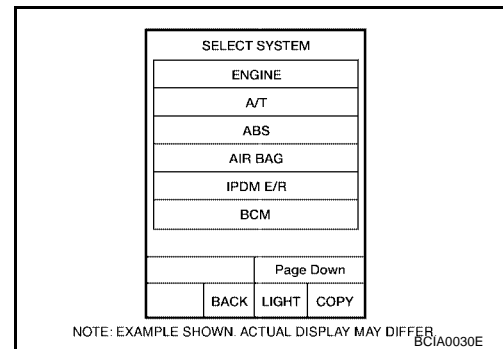 SELECT SYSTEM
ENGINE
A/T
ABS
AIR BAG
IPDM E/R
BCM
Page Down
BACK LIGHT COPY
NOTE: EXAMPLE SHOWN. ACTUAL DISPLAY MAY DIFFER.
BCIA0030E